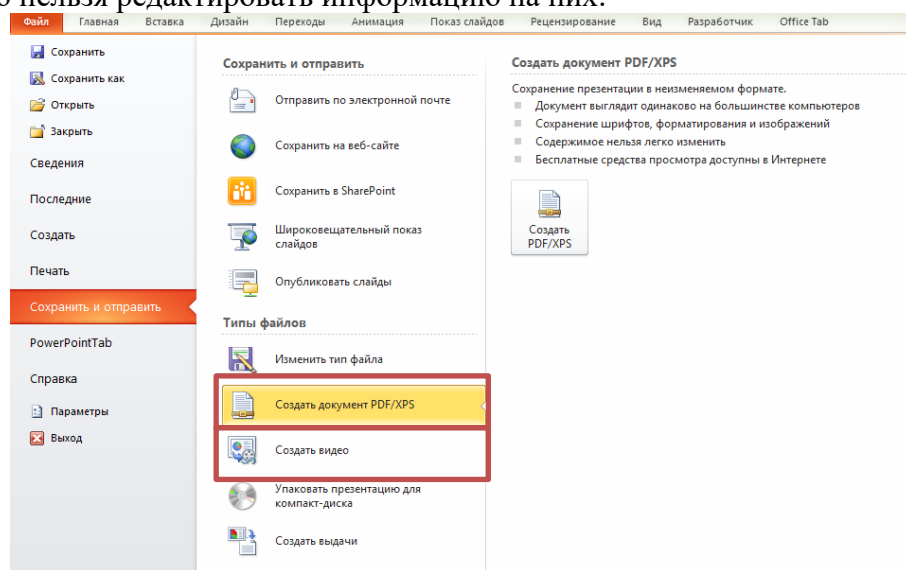 о нельзя редактировать информацию на них.
Файл Главная Вставка Дизайн Переходы Анимация Показ слайдов Рецензирование Вид Разработчик Office Tab
Сохранить
Сохранить как
Открыть
Закрыть
Сведения
Последние
Создать
Печать
Сохранить и отправить
PowerPointTab
Справка
Параметры
Выход
Сохранить и отправить
Отправить по электронной почте
Сохранить на веб-сайте
Сохранить в SharePoint
Широковещательный показ
слайдов
Опубликовать слайды
Типы файлов
Изменить тип файла
Создать документ PDF/XPS
Создать видео
Упаковать презентацию для
компакт-диска
Создать выдачи
Создать документ PDF/XPS
Сохранение презентации в неизменяемом формате.
Документ выглядит одинаково на большинстве компьютеров
Сохранение шрифтов, форматирования и изображений
Содержимое нельзя легко изменить
Бесплатные средства просмотра доступны в Интернете
Создать
PDF/XPS